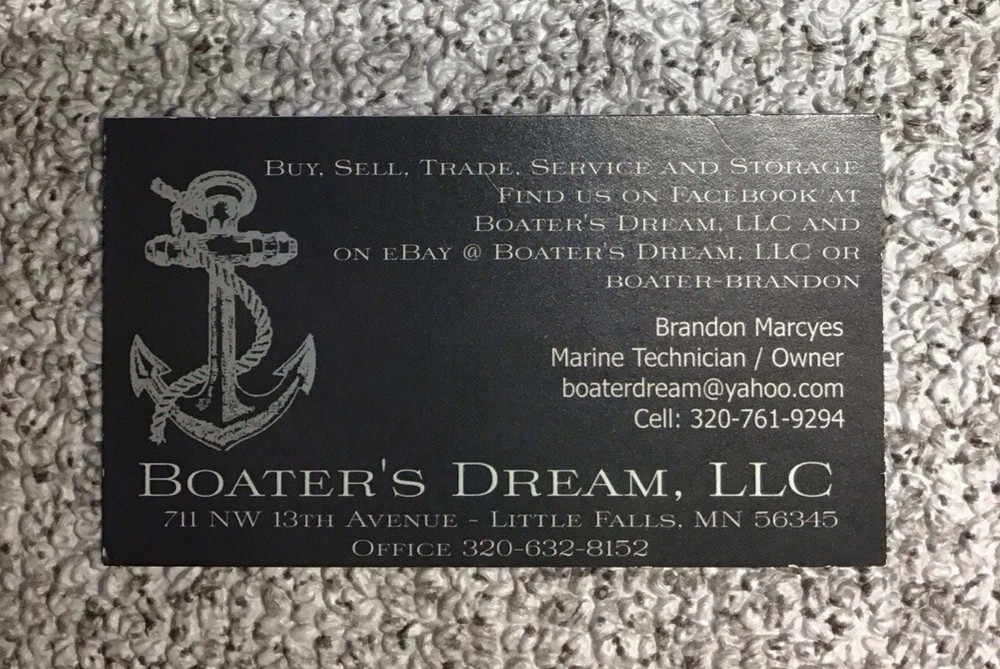 Buy, Sell, Trade, Service and Storage
Find us on Facebook at
Boater's Dream, LLC and
on eBay @ Boater's Dream, LLC or
boater-brandon
Brandon Marcyes
Marine Technician / Owner
boaterdream@yahoo.com
Cell: 320-761-9294
Boater's Dream, LLC
711 NW 13th Avenue - Little Falls, MN 56345
Office 320-632-8152